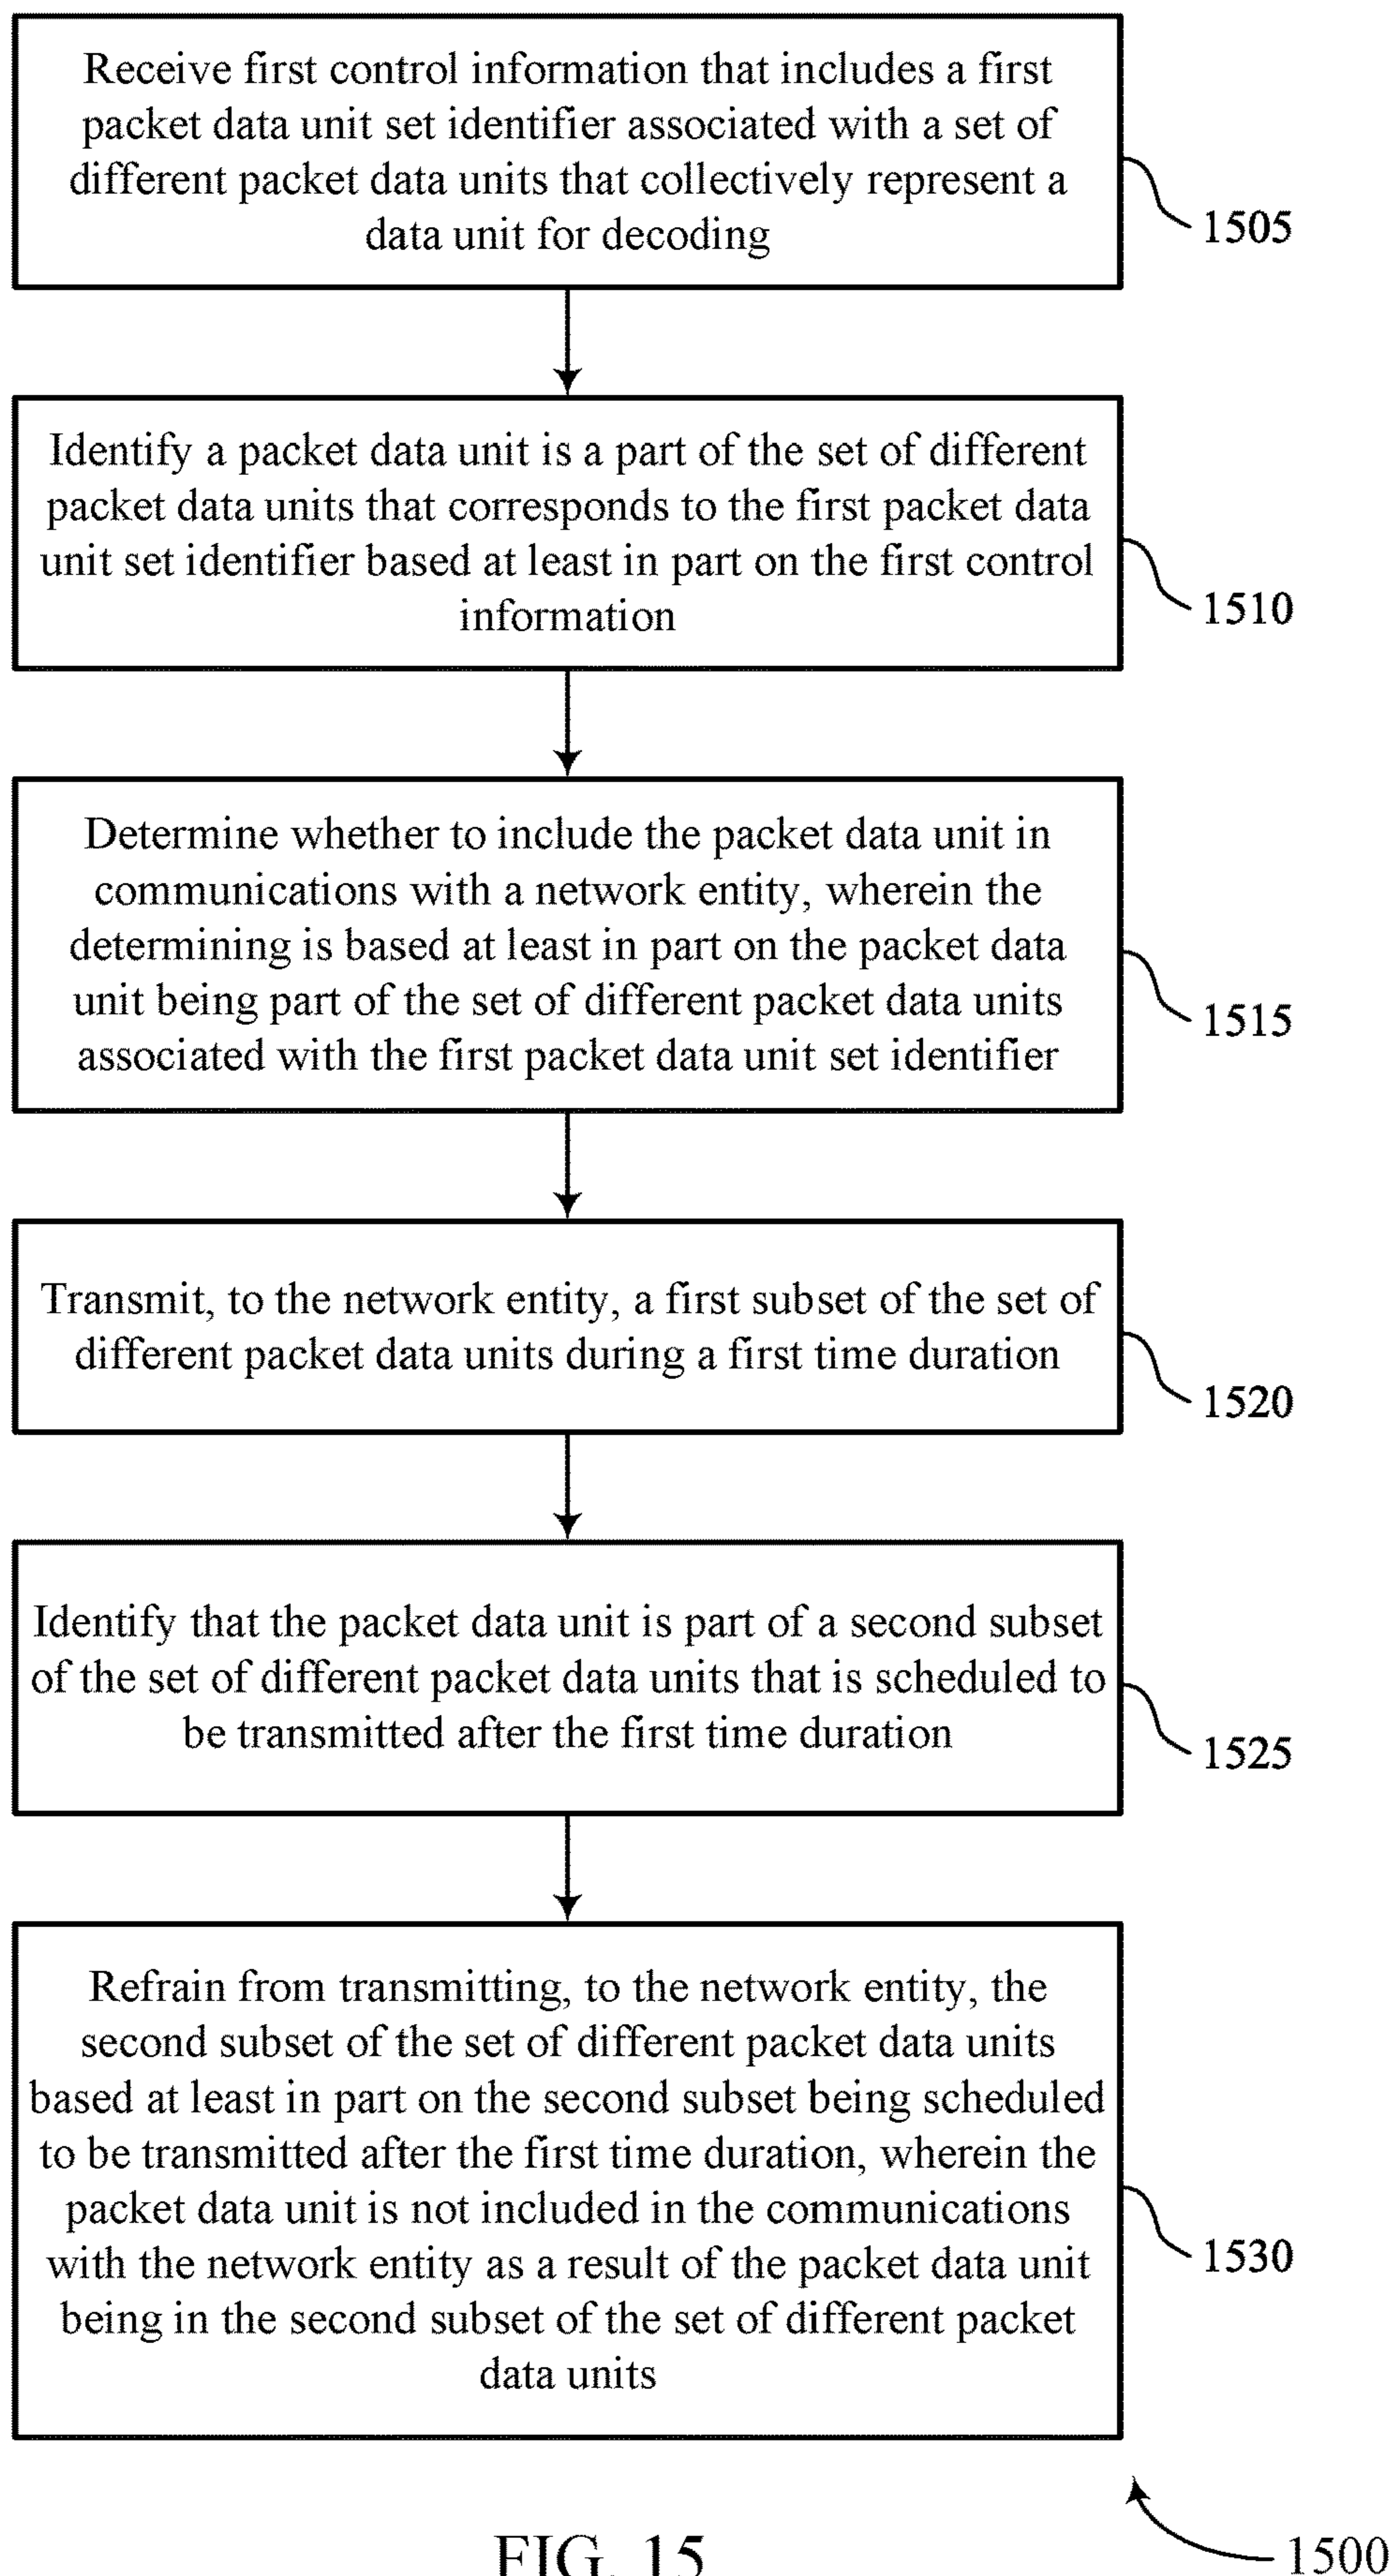 Receive first control information that includes a first
packet data unit set identifier associated with a set of
different packet data units that collectively represent a
data unit for decoding
1505
Identify a packet data unit is a part of the set of different
packet data units that corresponds to the first packet data
unit set identifier based at least in part on the first control
information
1510
Determine whether to include the packet data unit in
communications with a network entity, wherein the
determining is based at least in part on the packet data
unit being part of the set of different packet data units
associated with the first packet data unit set identifier
1515
Transmit, to the network entity, a first subset of the set of
different packet data units during a first time duration
1520
Identify that the packet data unit is part of a second subset
of the set of different packet data units that is scheduled to
be transmitted after the first time duration
1525
Refrain from transmitting, to the network entity, the
second subset of the set of different packet data units
based at least in part on the second subset being scheduled
to be transmitted after the first time duration, wherein the
packet data unit is not included in the communications
with the network entity as a result of the packet data unit
being in the second subset of the set of different packet
data units
1530
1500
FIG. 15